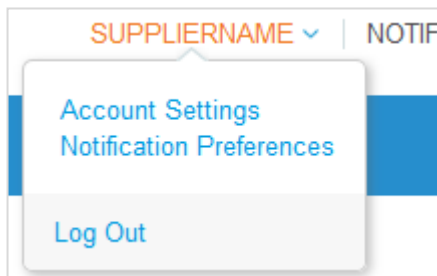 SUPPLIERNAME NOTIF
Account Settings
Notification Preferences
Log Out